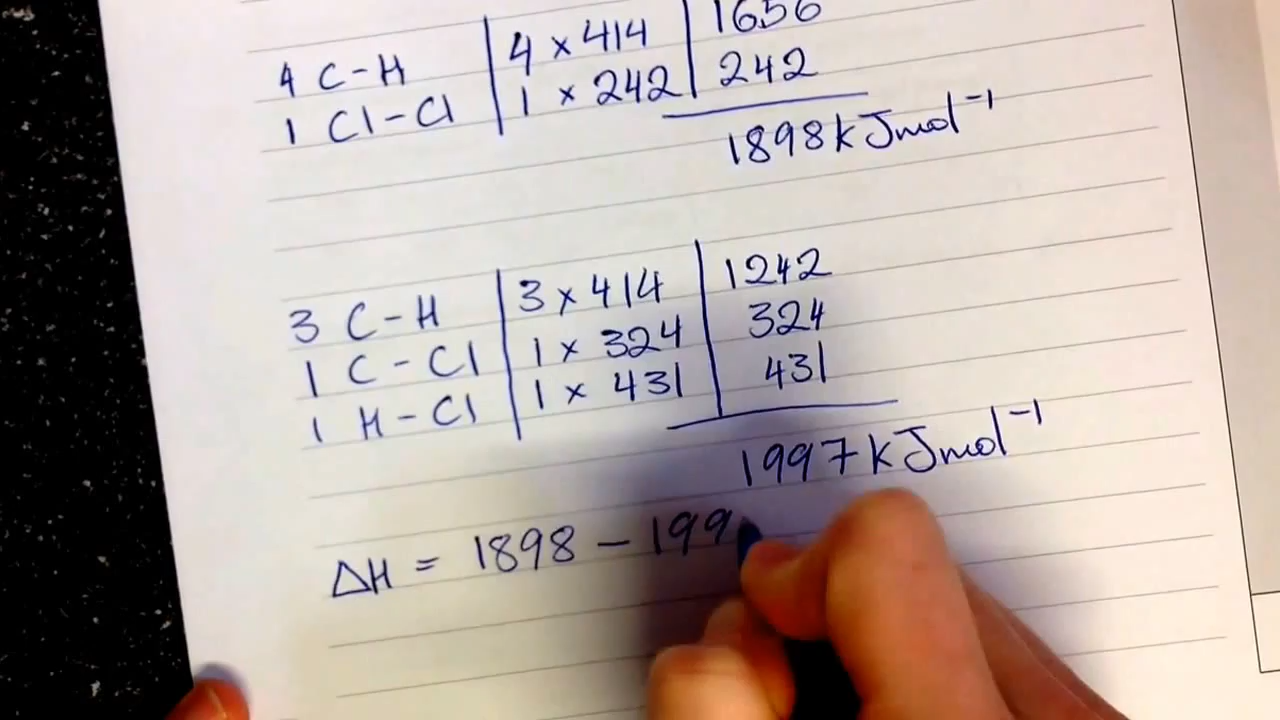 4 C-H | 4 × 414 | 1656
1 Cl-Cl | 1 × 242 | 242
1898 kJmol⁻¹
3 C-H | 3 × 414 | 1242
1 C-Cl | 1 × 324 | 324
1 H-Cl | 1 × 431 | 431
1997 kJmol⁻¹
ΔH = 1898 - 199